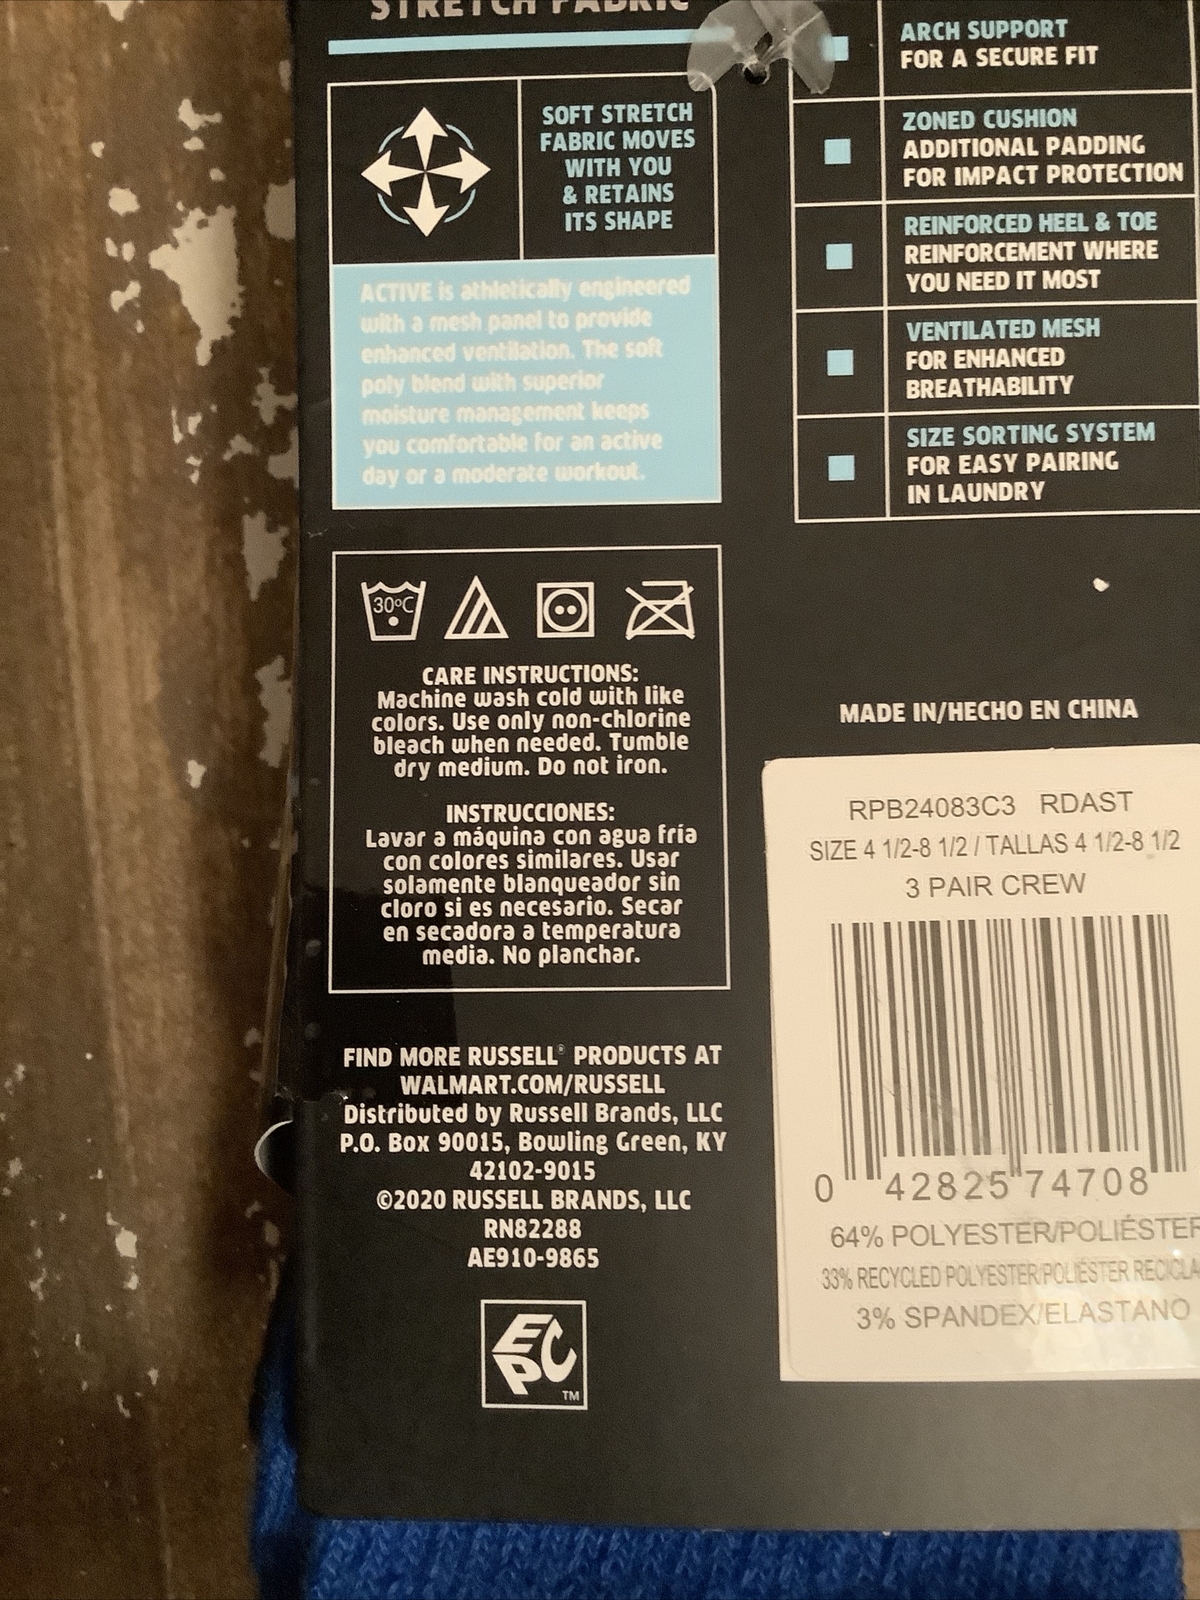 STRETCH FABRIC
SOFT STRETCH
FABRIC MOVES
WITH YOU
& RETAINS
ITS SHAPE
ACTIVE is athletically engineered
with a mesh panel to provide
enhanced ventilation. The soft
poly blend with superior
moisture management keeps
you comfortable for an active
day or a moderate workout.
30°C
CARE INSTRUCTIONS:
Machine wash cold with like
colors. Use only non-chlorine
bleach when needed. Tumble
dry medium. Do not iron.
INSTRUCCIONES:
Lavar a máquina con agua fría
con colores similares. Usar
solamente blanqueador sin
cloro si es necesario. Secar
en secadora a temperatura
media. No planchar.
FIND MORE RUSSELL® PRODUCTS AT
WALMART.COM/RUSSELL
Distributed by Russell Brands, LLC
P.O. Box 90015, Bowling Green, KY
42102-9015
©2020 RUSSELL BRANDS, LLC
RN82288
AE910-9865
EPC
TM
ARCH SUPPORT
FOR A SECURE FIT
ZONED CUSHION
ADDITIONAL PADDING
FOR IMPACT PROTECTION
REINFORCED HEEL & TOE
REINFORCEMENT WHERE
YOU NEED IT MOST
VENTILATED MESH
FOR ENHANCED
BREATHABILITY
SIZE SORTING SYSTEM
FOR EASY PAIRING
IN LAUNDRY
MADE IN/HECHO EN CHINA
RPB24083C3 RDAST
SIZE 4 1/2-8 1/2 / TALLAS 4 1/2-8 1/2
3 PAIR CREW
0 42825 74708
64% POLYESTER/POLIÉSTER
33% RECYCLED POLYESTER/POLIÉSTER RECICLA
3% SPANDEX/ELASTANO